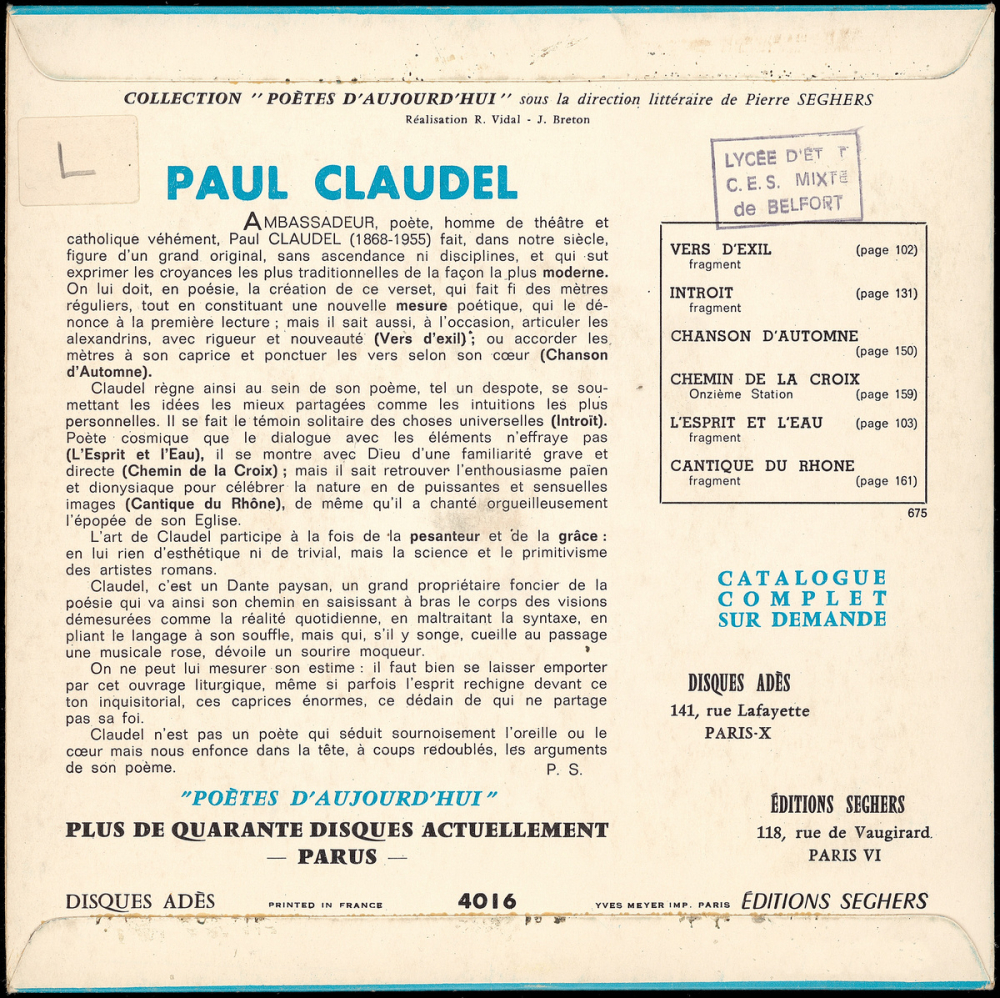 COLLECTION "POÈTES D'AUJOURD'HUI" sous la direction littéraire de Pierre SEGHERS
Réalisation R. Vidal - J. Breton
L
LYCÉE D'ÉT T
C.E.S. MIXTE
de BELFORT
PAUL CLAUDEL
AMBASSADEUR, poète, homme de théâtre et
catholique véhément, Paul CLAUDEL (1868-1955) fait, dans notre siècle,
figure d'un grand original, sans ascendance ni disciplines, et qui sut
exprimer les croyances les plus traditionnelles de la façon la plus moderne.
On lui doit, en poésie, la création de ce verset, qui fait fi des mètres
réguliers, tout en constituant une nouvelle mesure poétique, qui le dé-
nonce à la première lecture ; mais il sait aussi, à l'occasion, articuler les
alexandrins, avec rigueur et nouveauté (Vers d'exil) ; ou accorder les
mètres à son caprice et ponctuer les vers selon son cœur (Chanson
d'Automne).
Claudel règne ainsi au sein de son poème, tel un despote, se sou-
mettant les idées les mieux partagées comme les intuitions les plus
personnelles. Il se fait le témoin solitaire des choses universelles (Introït).
Poète cosmique que le dialogue avec les éléments n'effraye pas
(L'Esprit et l'Eau), il se montre avec Dieu d'une familiarité grave et
directe (Chemin de la Croix) ; mais il sait retrouver l'enthousiasme païen
et dionysiaque pour célébrer la nature en de puissantes et sensuelles
images (Cantique du Rhône), de même qu'il a chanté orgueilleusement
l'épopée de son Eglise.
L'art de Claudel participe à la fois de la pesanteur et de la grâce :
en lui rien d'esthétique ni de trivial, mais la science et le primitivisme
des artistes romans.
Claudel, c'est un Dante paysan, un grand propriétaire foncier de la
poésie qui va ainsi son chemin en saisissant à bras le corps des visions
démesurées comme la réalité quotidienne, en maltraitant la syntaxe, en
pliant le langage à son souffle, mais qui, s'il y songe, cueille au passage
une musicale rose, dévoile un sourire moqueur.
On ne peut lui mesurer son estime : il faut bien se laisser emporter
par cet ouvrage liturgique, même si parfois l'esprit rechigne devant ce
ton inquisitorial, ces caprices énormes, ce dédain de qui ne partage
pas sa foi.
Claudel n'est pas un poète qui séduit sournoisement l'oreille ou le
cœur mais nous enfonce dans la tête, à coups redoublés, les arguments
de son poème. P. S.
"POÈTES D'AUJOURD'HUI"
PLUS DE QUARANTE DISQUES ACTUELLEMENT
— PARUS —
VERS D'EXIL (page 102)
fragment
INTROIT (page 131)
fragment
CHANSON D'AUTOMNE
(page 150)
CHEMIN DE LA CROIX
Onzième Station (page 159)
L'ESPRIT ET L'EAU (page 103)
fragment
CANTIQUE DU RHONE
fragment (page 161)
675
CATALOGUE
COMPLET
SUR DEMANDE
DISQUES ADÈS
141, rue Lafayette
PARIS-X
ÉDITIONS SEGHERS
118, rue de Vaugirard
PARIS VI
DISQUES ADÈS PRINTED IN FRANCE 4016 YVES MEYER IMP. PARIS ÉDITIONS SEGHERS